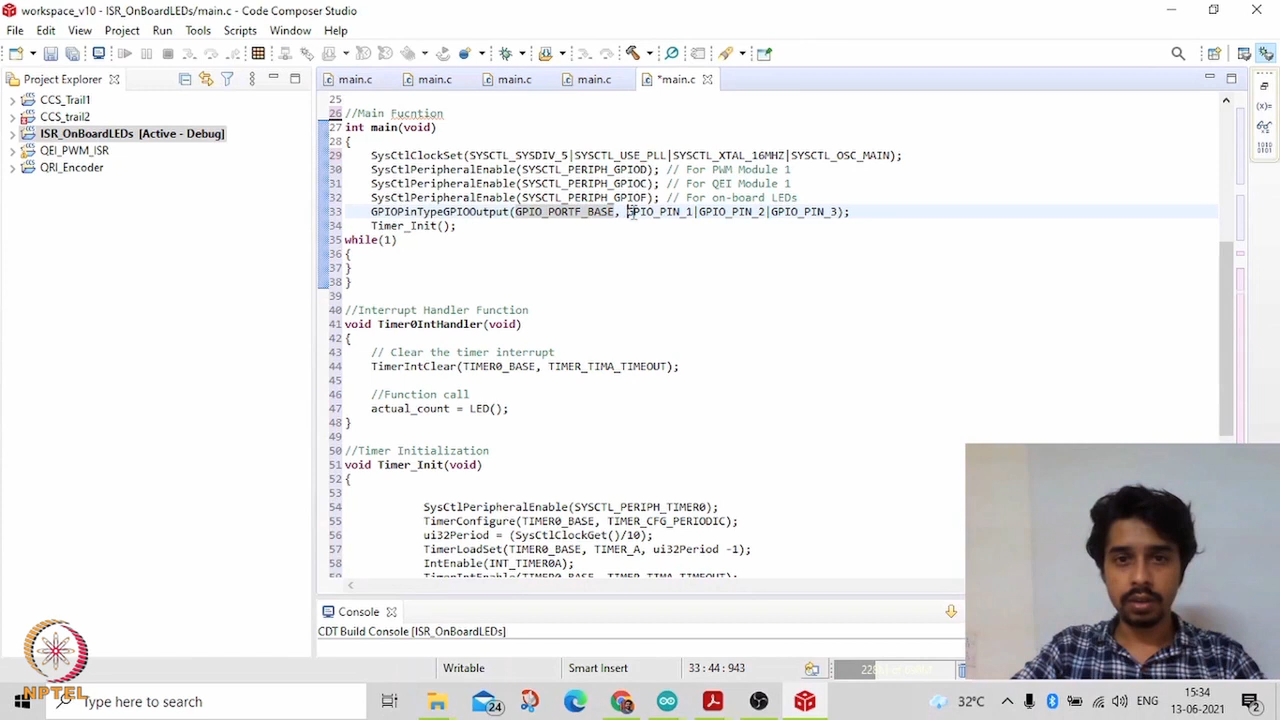 workspace_v10 - ISR_OnBoardLEDs/main.c - Code Composer Studio
File Edit View Project Run Tools Scripts Window Help
Project Explorer
CCS_Trail1
CCS_trail2
ISR_OnBoardLEDs [Active - Debug]
QEI_PWM_ISR
QRI_Encoder
main.c main.c main.c main.c *main.c
25
26 //Main Fucntion
27 int main(void)
28 {
29 SysCtlClockSet(SYSCTL_SYSDIV_5|SYSCTL_USE_PLL|SYSCTL_XTAL_16MHZ|SYSCTL_OSC_MAIN);
30 SysCtlPeripheralEnable(SYSCTL_PERIPH_GPIOD); // For PWM Module 1
31 SysCtlPeripheralEnable(SYSCTL_PERIPH_GPIOC); // For QEI Module 1
32 SysCtlPeripheralEnable(SYSCTL_PERIPH_GPIOF); // For on-board LEDs
33 GPIOPinTypeGPIOOutput(GPIO_PORTF_BASE, GPIO_PIN_1|GPIO_PIN_2|GPIO_PIN_3);
34 Timer_Init();
35 while(1)
36 {
37 }
38 }
39
40 //Interrupt Handler Function
41 void Timer0IntHandler(void)
42 {
43 // Clear the timer interrupt
44 TimerIntClear(TIMER0_BASE, TIMER_TIMA_TIMEOUT);
45
46 //Function call
47 actual_count = LED();
48 }
49
50 //Timer Initialization
51 void Timer_Init(void)
52 {
53
54 SysCtlPeripheralEnable(SYSCTL_PERIPH_TIMER0);
55 TimerConfigure(TIMER0_BASE, TIMER_CFG_PERIODIC);
56 ui32Period = (SysCtlClockGet()/10);
57 TimerLoadSet(TIMER0_BASE, TIMER_A, ui32Period -1);
58 IntEnable(INT_TIMER0A);
59 TimerIntEnable(TIMER0_BASE, TIMER_TIMA_TIMEOUT);
Console
CDT Build Console [ISR_OnBoardLEDs]
Writable Smart Insert 33 : 44 : 943
NPTEL
Type here to search
24
32°C ENG
15:34
13-06-2021
2